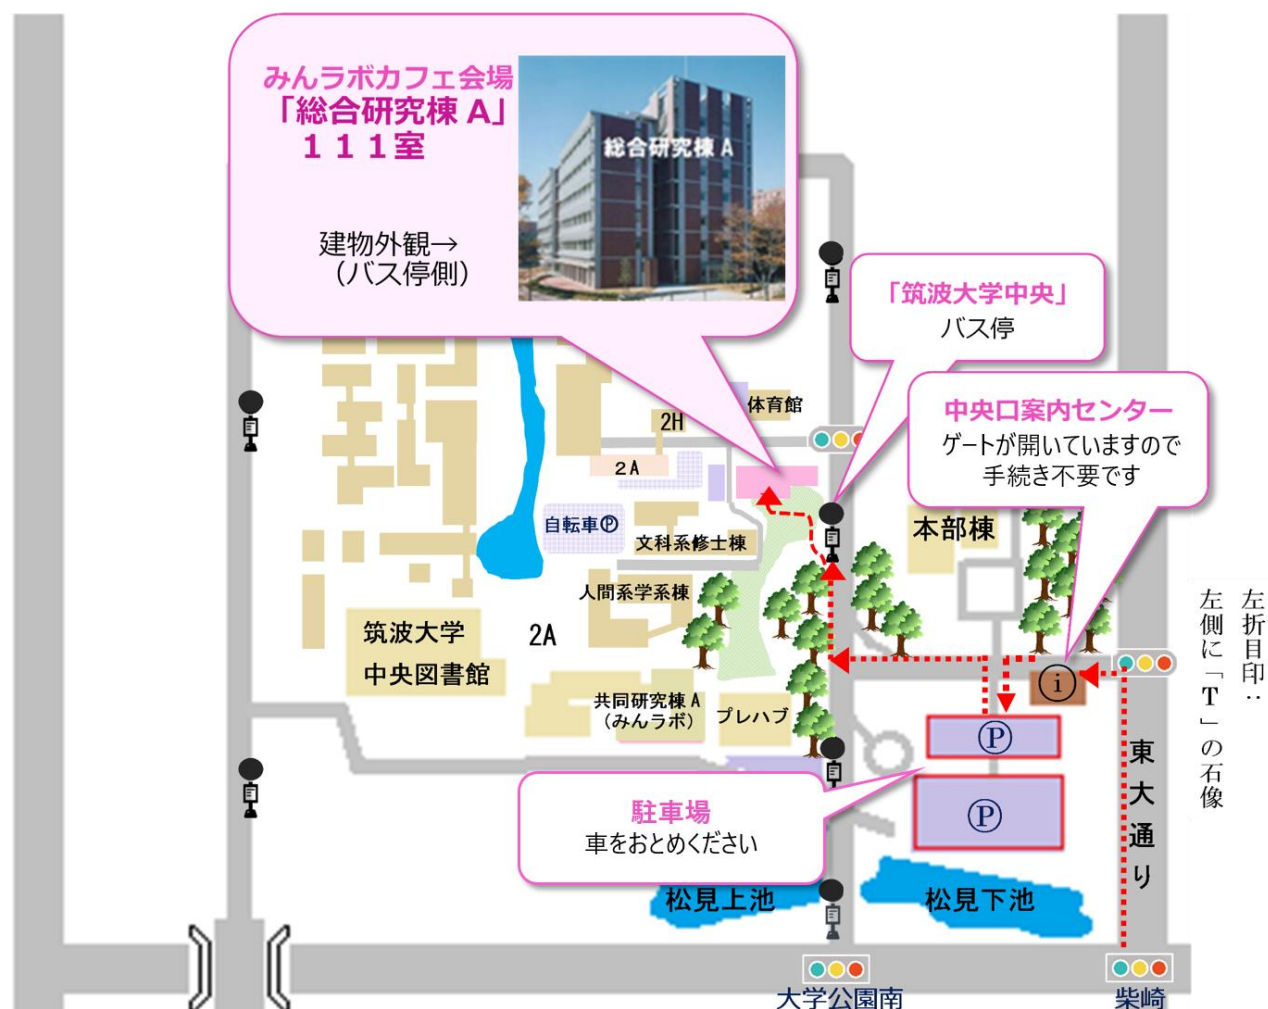 みんラボカフェ会場
「総合研究棟 A」
１１１室
総合研究棟 A
建物外観→
（バス停側）
「筑波大学中央」
バス停
中央口案内センター
ゲートが開いていますので
手続き不要です
体育館
2H
2A
自転車Ⓟ
文科系修士棟
本部棟
人間系学系棟
筑波大学
中央図書館
2A
共同研究棟 A
（みんラボ）
プレハブ
i
Ⓟ
Ⓟ
駐車場
車をおとめください
東大通り
左折目印：
左側に「T」の石像
松見上池
松見下池
大学公園南
柴崎